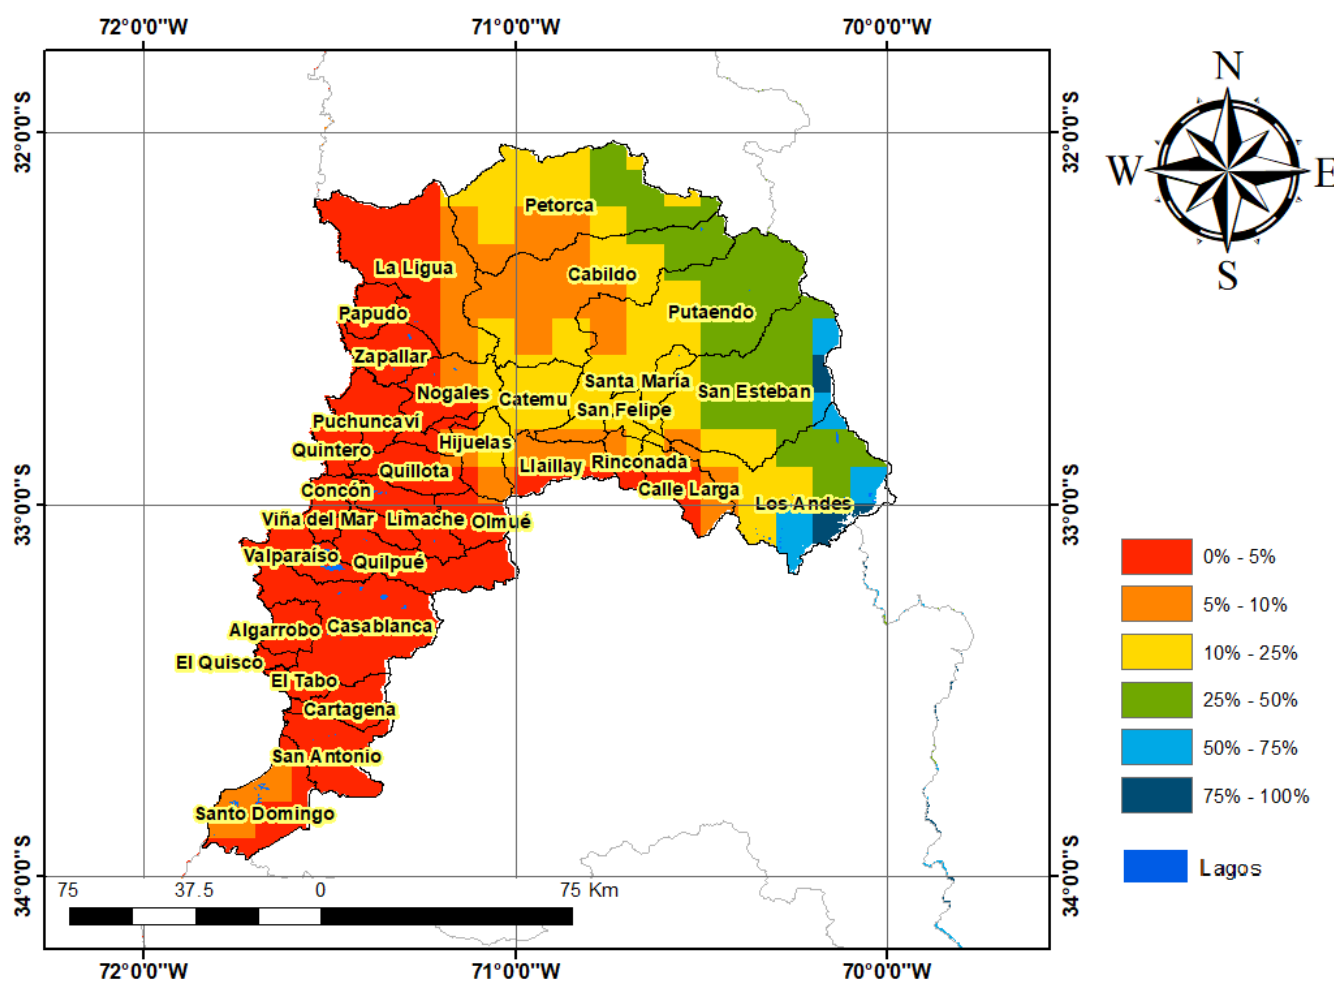 72°0'0"W 71°0'0"W 70°0'0"W
N
W E
S
32°0'0"S 32°0'0"S
Petorca
La Ligua
Cabildo
Papudo
Putaendo
Zapallar
Santa María
Nogales
San Esteban
Catemu
San Felipe
Puchuncaví
Hijuelas
Quintero
Llaillay
Rinconada
Quillota
Concón
Calle Larga
Los Andes
33°0'0"S 33°0'0"S
Viña del Mar
Limache
Olmué
Valparaíso
Quilpué
Algarrobo
Casablanca
El Quisco
El Tabo
Cartagena
San Antonio
Santo Domingo
0% - 5%
5% - 10%
10% - 25%
25% - 50%
50% - 75%
75% - 100%
Lagos
34°0'0"S 34°0'0"S
75 37.5 0 75 Km
72°0'0"W 71°0'0"W 70°0'0"W